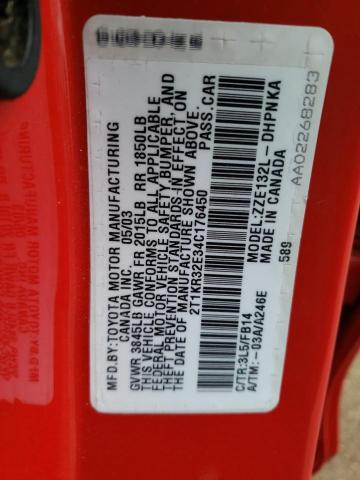 MFD.BY:TOYOTA MOTOR MANUFACTURING
CANADA INC. 05/03
GVWR 3845LB GAWR FR 2015LB RR 1850LB
THIS VEHICLE CONFORMS TO ALL APPLICABLE
FEDERAL MOTOR VEHICLE SAFETY, BUMPER, AND
THEFT PREVENTION STANDARDS IN EFFECT ON
THE DATE OF MANUFACTURE SHOWN ABOVE.
2T1KR32E34C176450 PASS.CAR
C/TR:3L5/FB14 MODEL:ZZE132L-DHPNKA
A/TM:-03A/A246E MADE IN CANADA
589
AA02268283